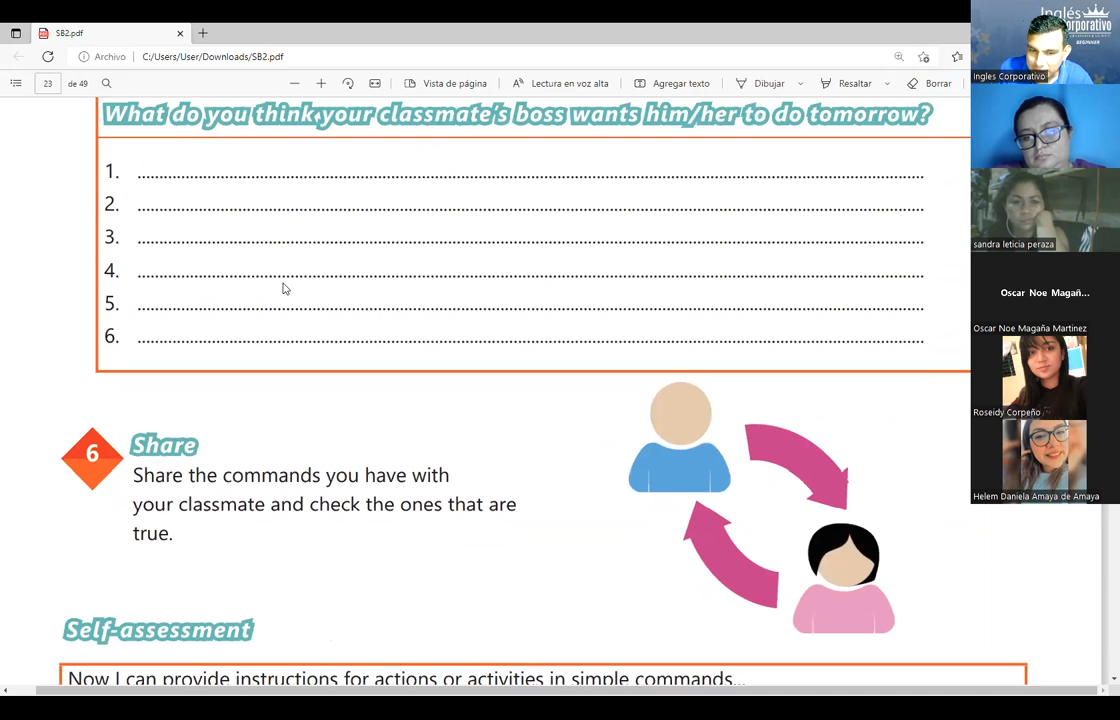 SB2.pdf
Archivo
C:/Users/User/Downloads/SB2.pdf
23
de 49
Vista de página
Lectura en voz alta
Agregar texto
Dibujar
Resaltar
Borrar
What do you think your classmate's boss wants him/her to do tomorrow?
1.
2.
3.
4.
5.
6.
6
Share
Share the commands you have with
your classmate and check the ones that are
true.
Self-assessment
Now I can provide instructions for actions or activities in simple commands...
Inglés
Corporativo
BEGINNER
Ingles Corporativo
sandra leticia peraza
Oscar Noe Magañ...
Oscar Noe Magaña Martinez
Roseidy Corpeño
Helem Daniela Amaya de Amaya